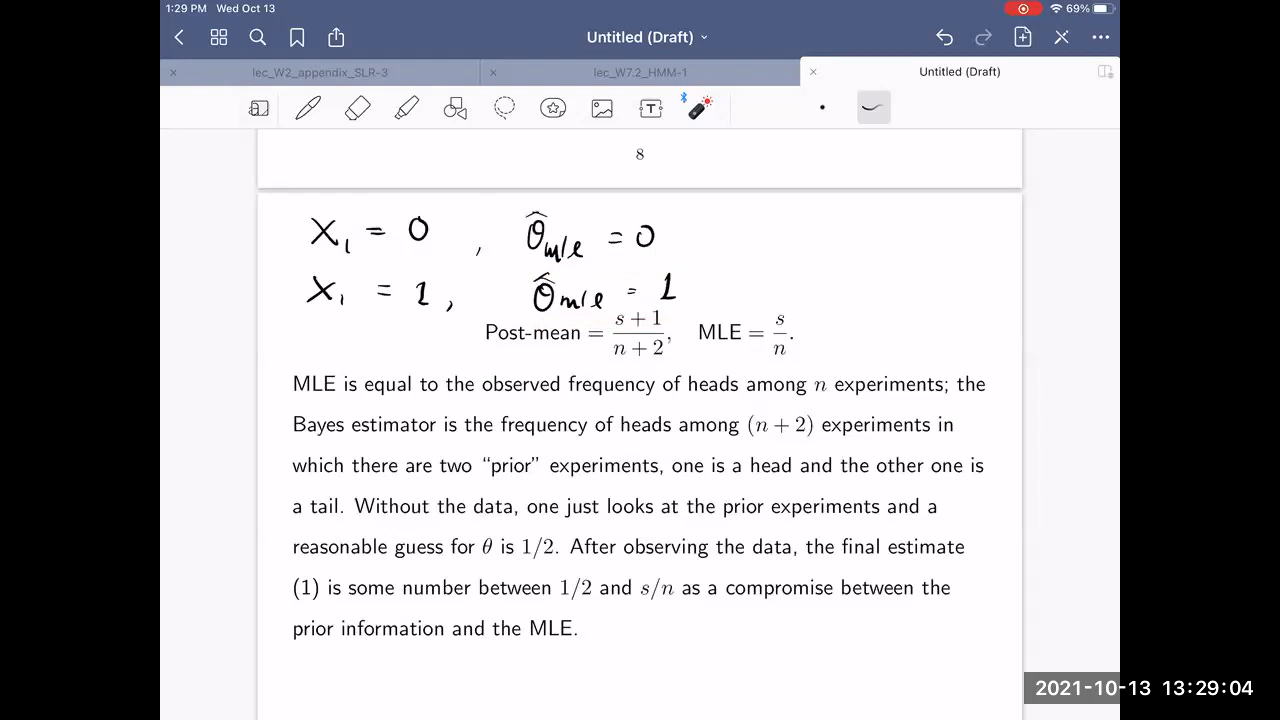 1:29 PM Wed Oct 13
69%
Untitled (Draft)
lec_W2_appendix_SLR-3
lec_W7.2_HMM-1
Untitled (Draft)
T
8
X₁ = 0 , θ̂mle = 0
X₁ = 1 , θ̂mle = 1
Post-mean = (s + 1)/(n + 2), MLE = s/n.
MLE is equal to the observed frequency of heads among n experiments; the
Bayes estimator is the frequency of heads among (n + 2) experiments in
which there are two “prior” experiments, one is a head and the other one is
a tail. Without the data, one just looks at the prior experiments and a
reasonable guess for θ is 1/2. After observing the data, the final estimate
(1) is some number between 1/2 and s/n as a compromise between the
prior information and the MLE.
2021-10-13 13:29:04